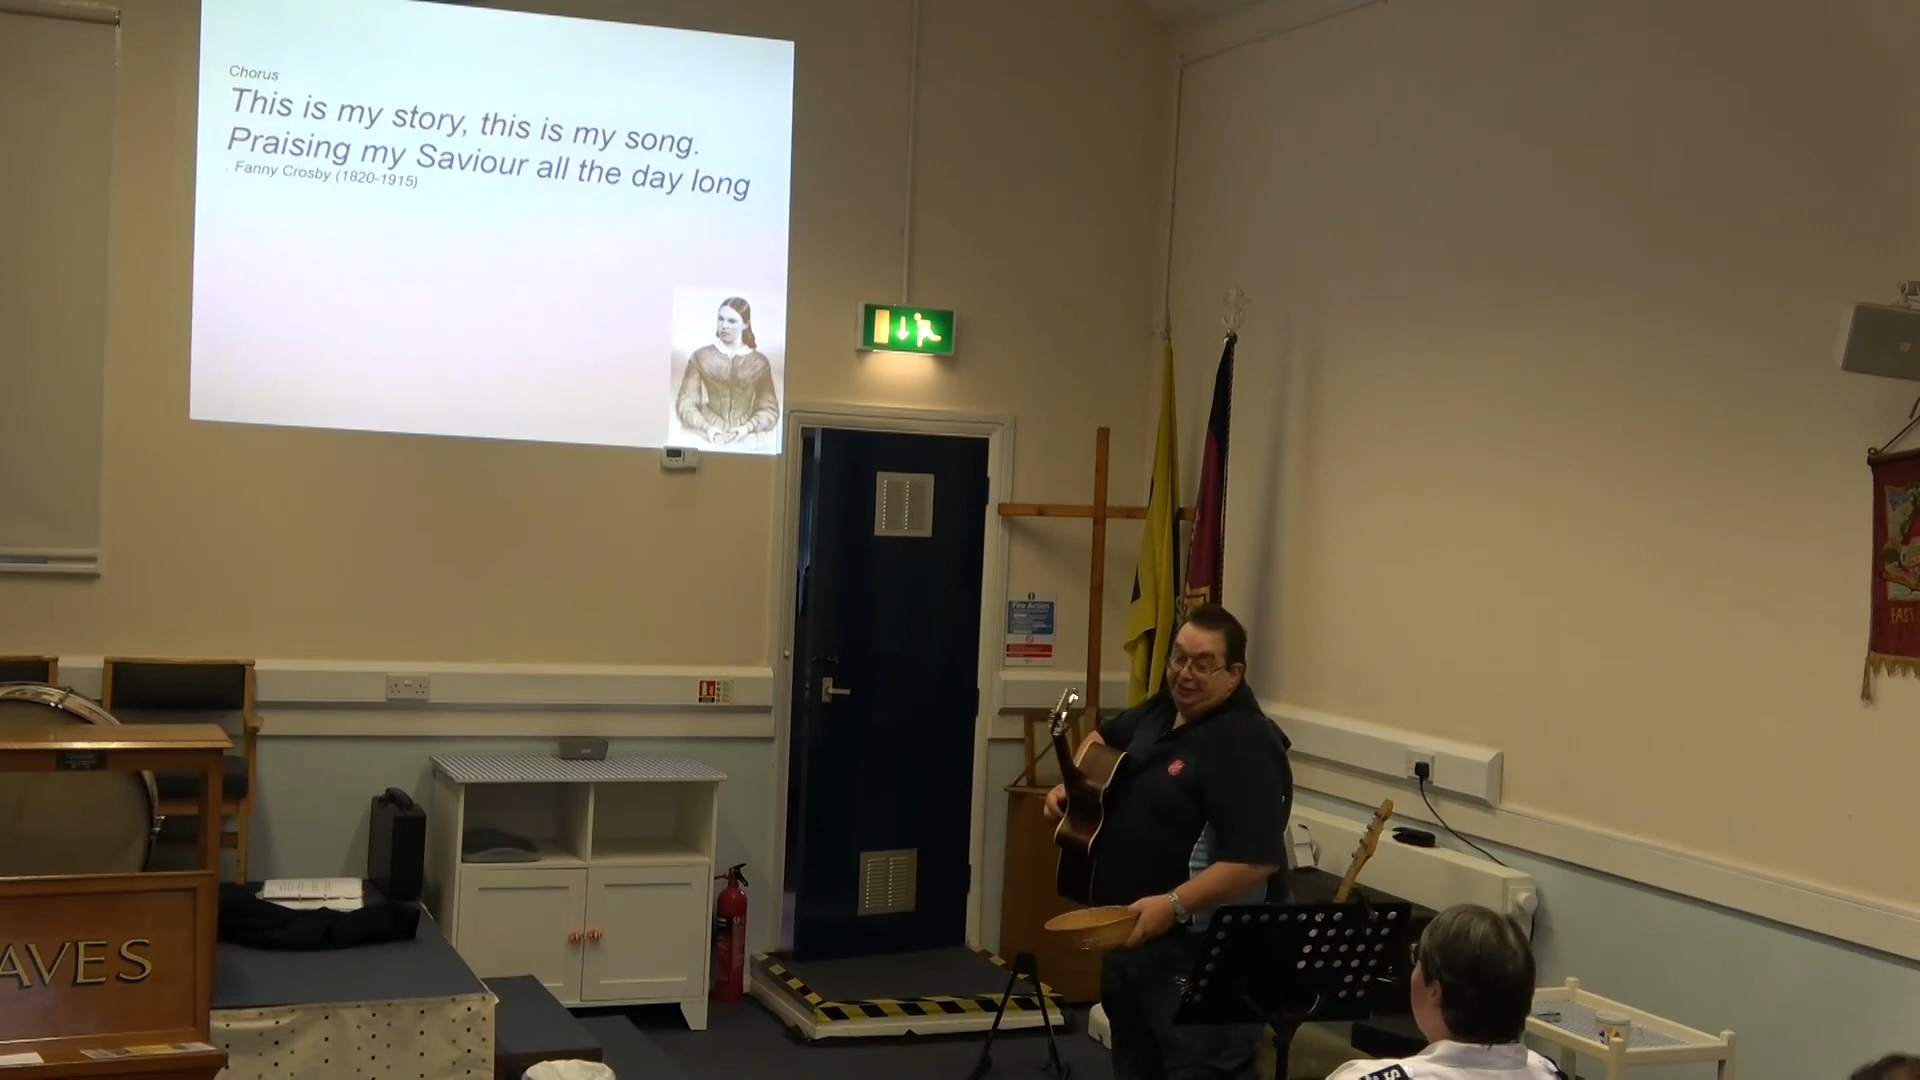 Chorus
This is my story, this is my song.
Praising my Saviour all the day long
. Fanny Crosby (1820-1915)
Fire Action
EAST
AVES